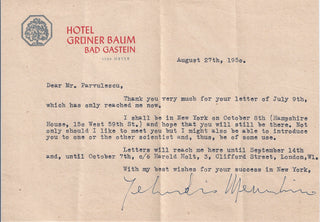 HOTEL
GRÜNER BAUM
BAD GASTEIN
August 27th, 195o.
Dear Mr. Parvulescu,
Thank you very much for your letter of July 9th,
which has only reached me now.
I shall be in New York on October 8th (Hampshire
House, 15o West 59th St.) and hope that you will still be there. Not
only should I like to meet you but I might also be able to introduce
you to one or the other scientist and, thus, be of some use.
Letters will reach me here until September 14th
and, until October 7th, c/o Harold Holt, 3, Clifford Street, London,W1.
With my best wishes for your success in New York,
Yehudi Menuhin